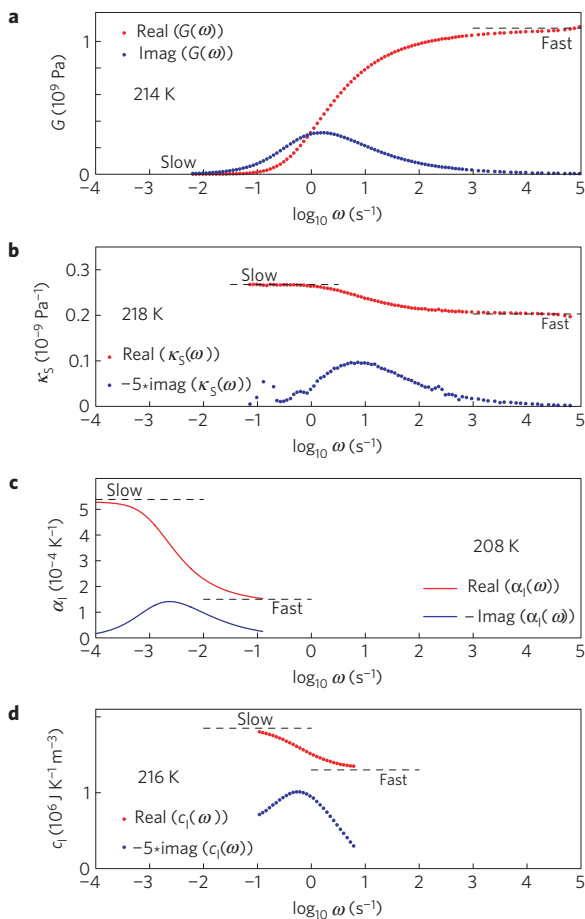 a
1
0
G (10⁹ Pa)
Real (G(ω))
Imag (G(ω))
214 K
Slow
Fast
−4 −3 −2 −1 0 1 2 3 4 5
log₁₀ ω (s⁻¹)
b
0.3
0.2
0.1
0
κS (10⁻⁹ Pa⁻¹)
Slow
218 K
Fast
Real (κS(ω))
−5*imag (κS(ω))
−4 −3 −2 −1 0 1 2 3 4 5
log₁₀ ω (s⁻¹)
c
5
4
3
2
1
0
αl (10⁻⁴ K⁻¹)
Slow
208 K
Fast
Real (αl(ω))
− Imag (αl(ω))
−4 −3 −2 −1 0 1 2 3 4 5
log₁₀ ω (s⁻¹)
d
1
cl (10⁶ J K⁻¹ m⁻³)
Slow
216 K
Fast
Real (cl(ω))
−5*imag (cl(ω))
−4 −3 −2 −1 0 1 2 3 4 5
log₁₀ ω (s⁻¹)